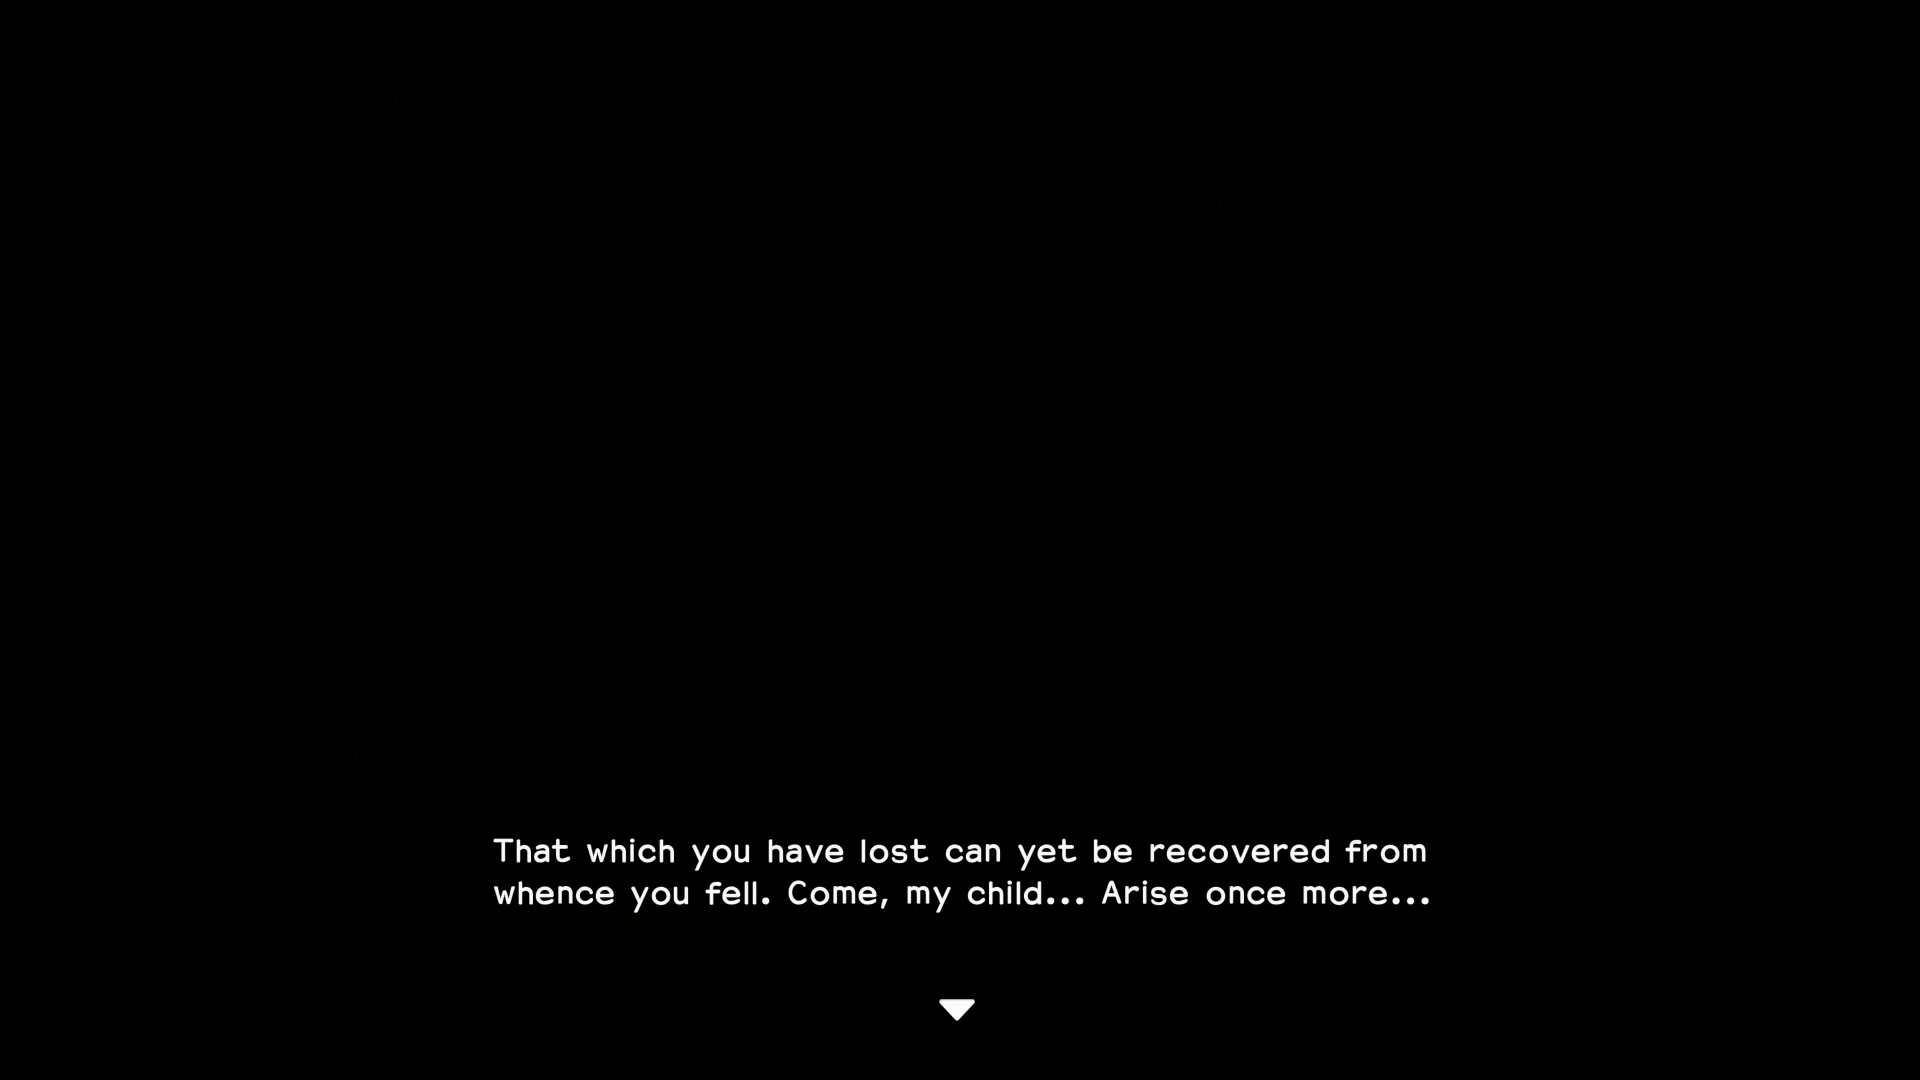 That which you have lost can yet be recovered from
whence you fell. Come, my child... Arise once more...